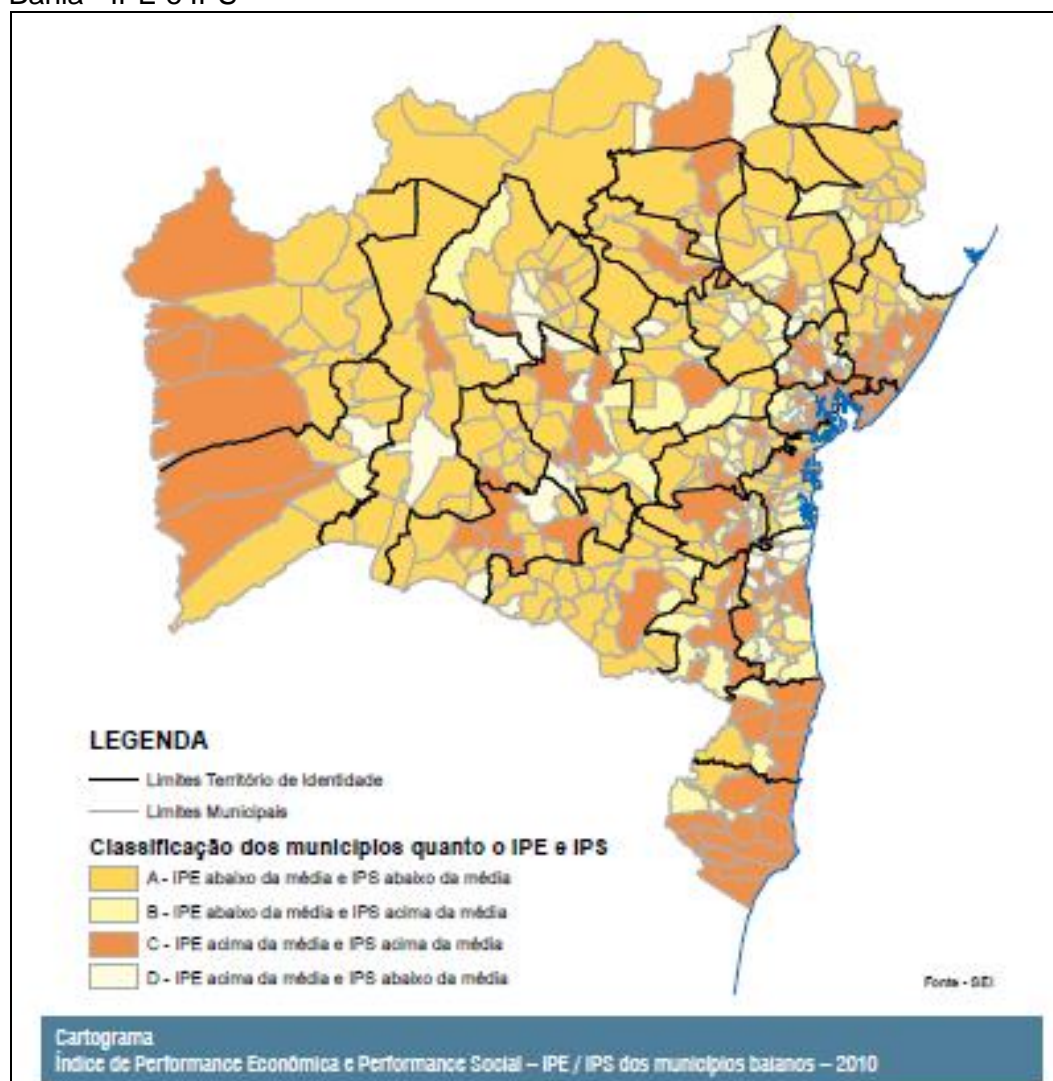 Bahia - IPE e IPS
LEGENDA
Limites Território de Identidade
Limites Municipais
Classificação dos municípios quanto o IPE e IPS
A - IPE abaixo da média e IPS abaixo da média
B - IPE abaixo da média e IPS acima da média
C - IPE acima da média e IPS acima da média
D - IPE acima da média e IPS abaixo da média
Fonte - SEI
Cartograma
Índice de Performance Econômica e Performance Social – IPE / IPS dos municípios baianos – 2010